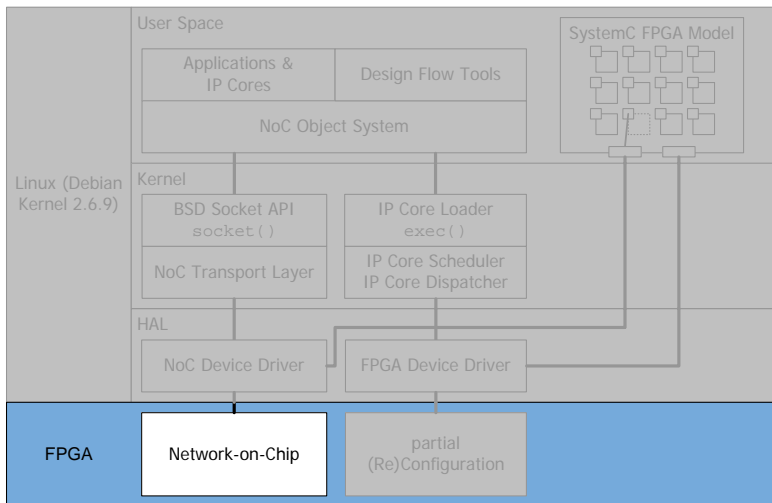 User Space
SystemC FPGA Model
Applications &
IP Cores
Design Flow Tools
NoC Object System
Linux (Debian
Kernel 2.6.9)
Kernel
BSD Socket API
socket()
IP Core Loader
exec()
NoC Transport Layer
IP Core Scheduler
IP Core Dispatcher
HAL
NoC Device Driver
FPGA Device Driver
FPGA
Network-on-Chip
partial
(Re)Configuration